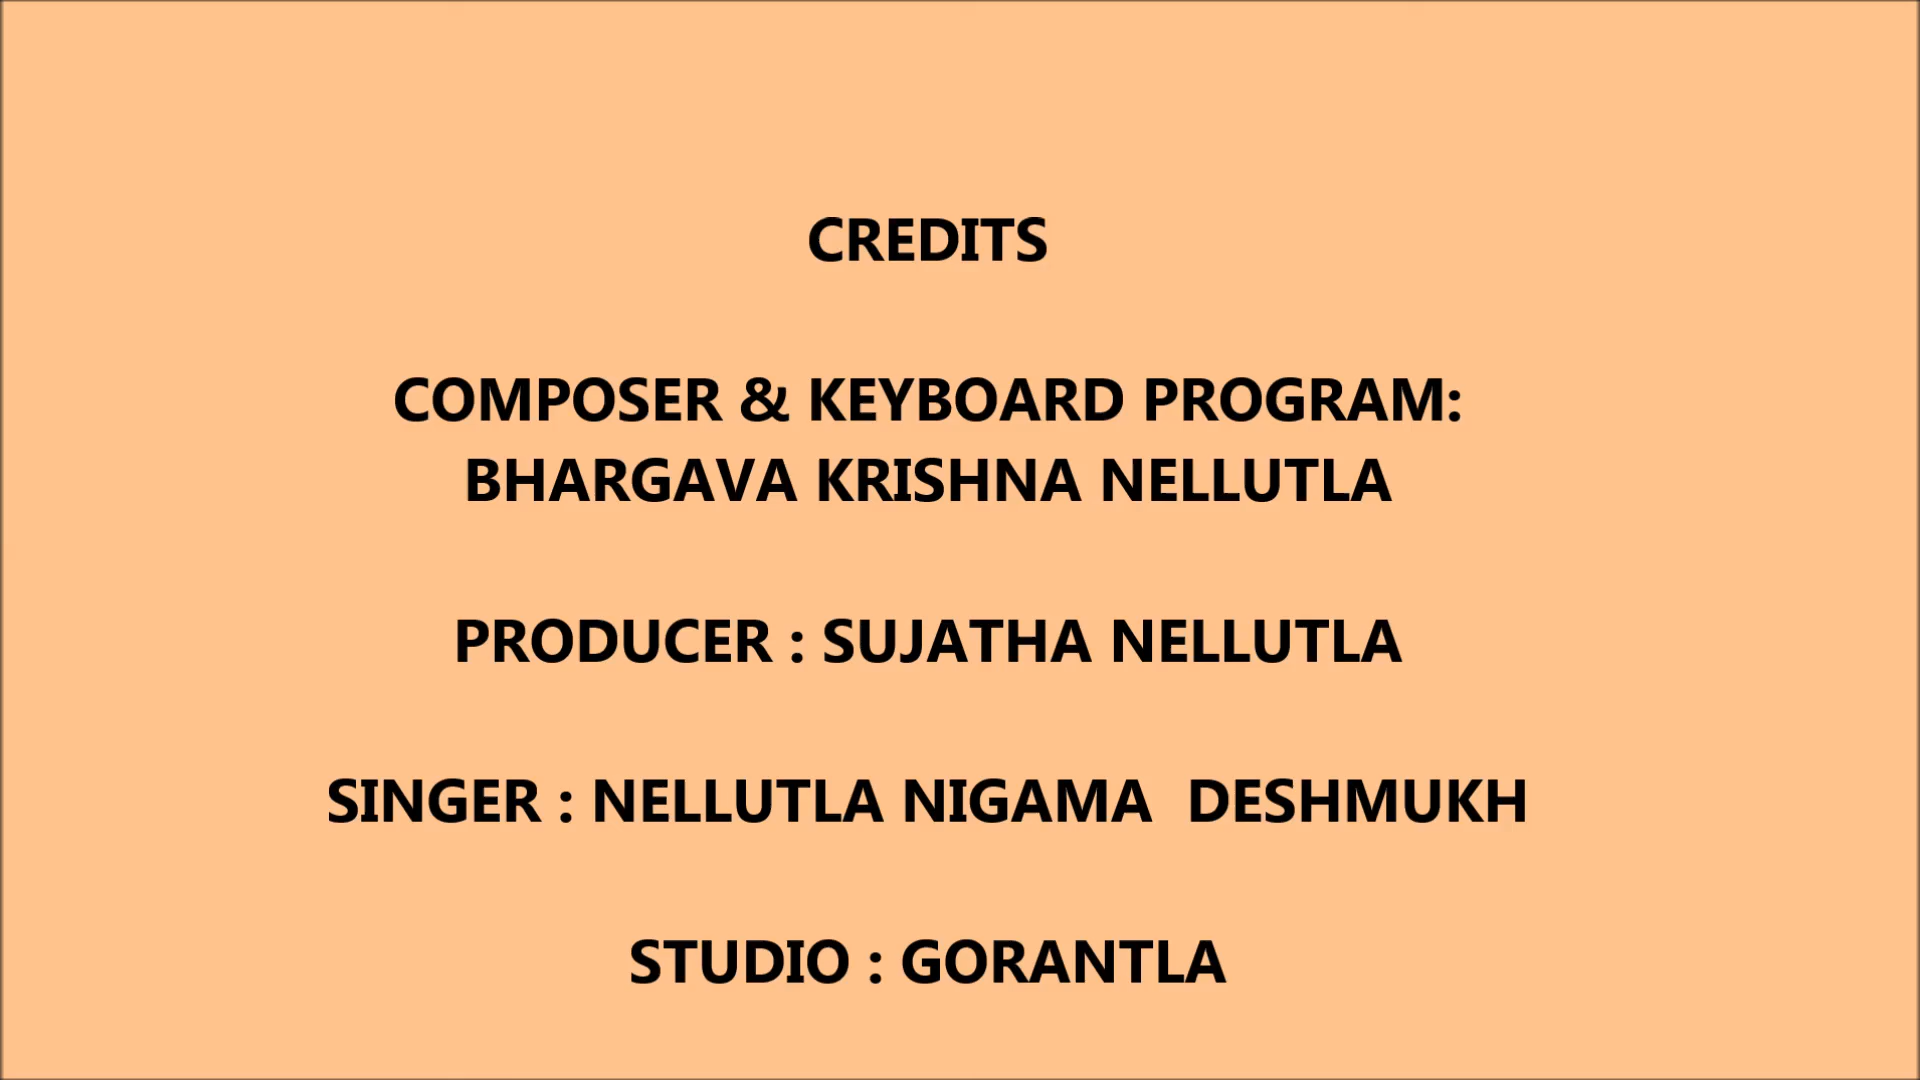 CREDITS
COMPOSER & KEYBOARD PROGRAM:
BHARGAVA KRISHNA NELLUTLA
PRODUCER : SUJATHA NELLUTLA
SINGER : NELLUTLA NIGAMA  DESHMUKH
STUDIO : GORANTLA